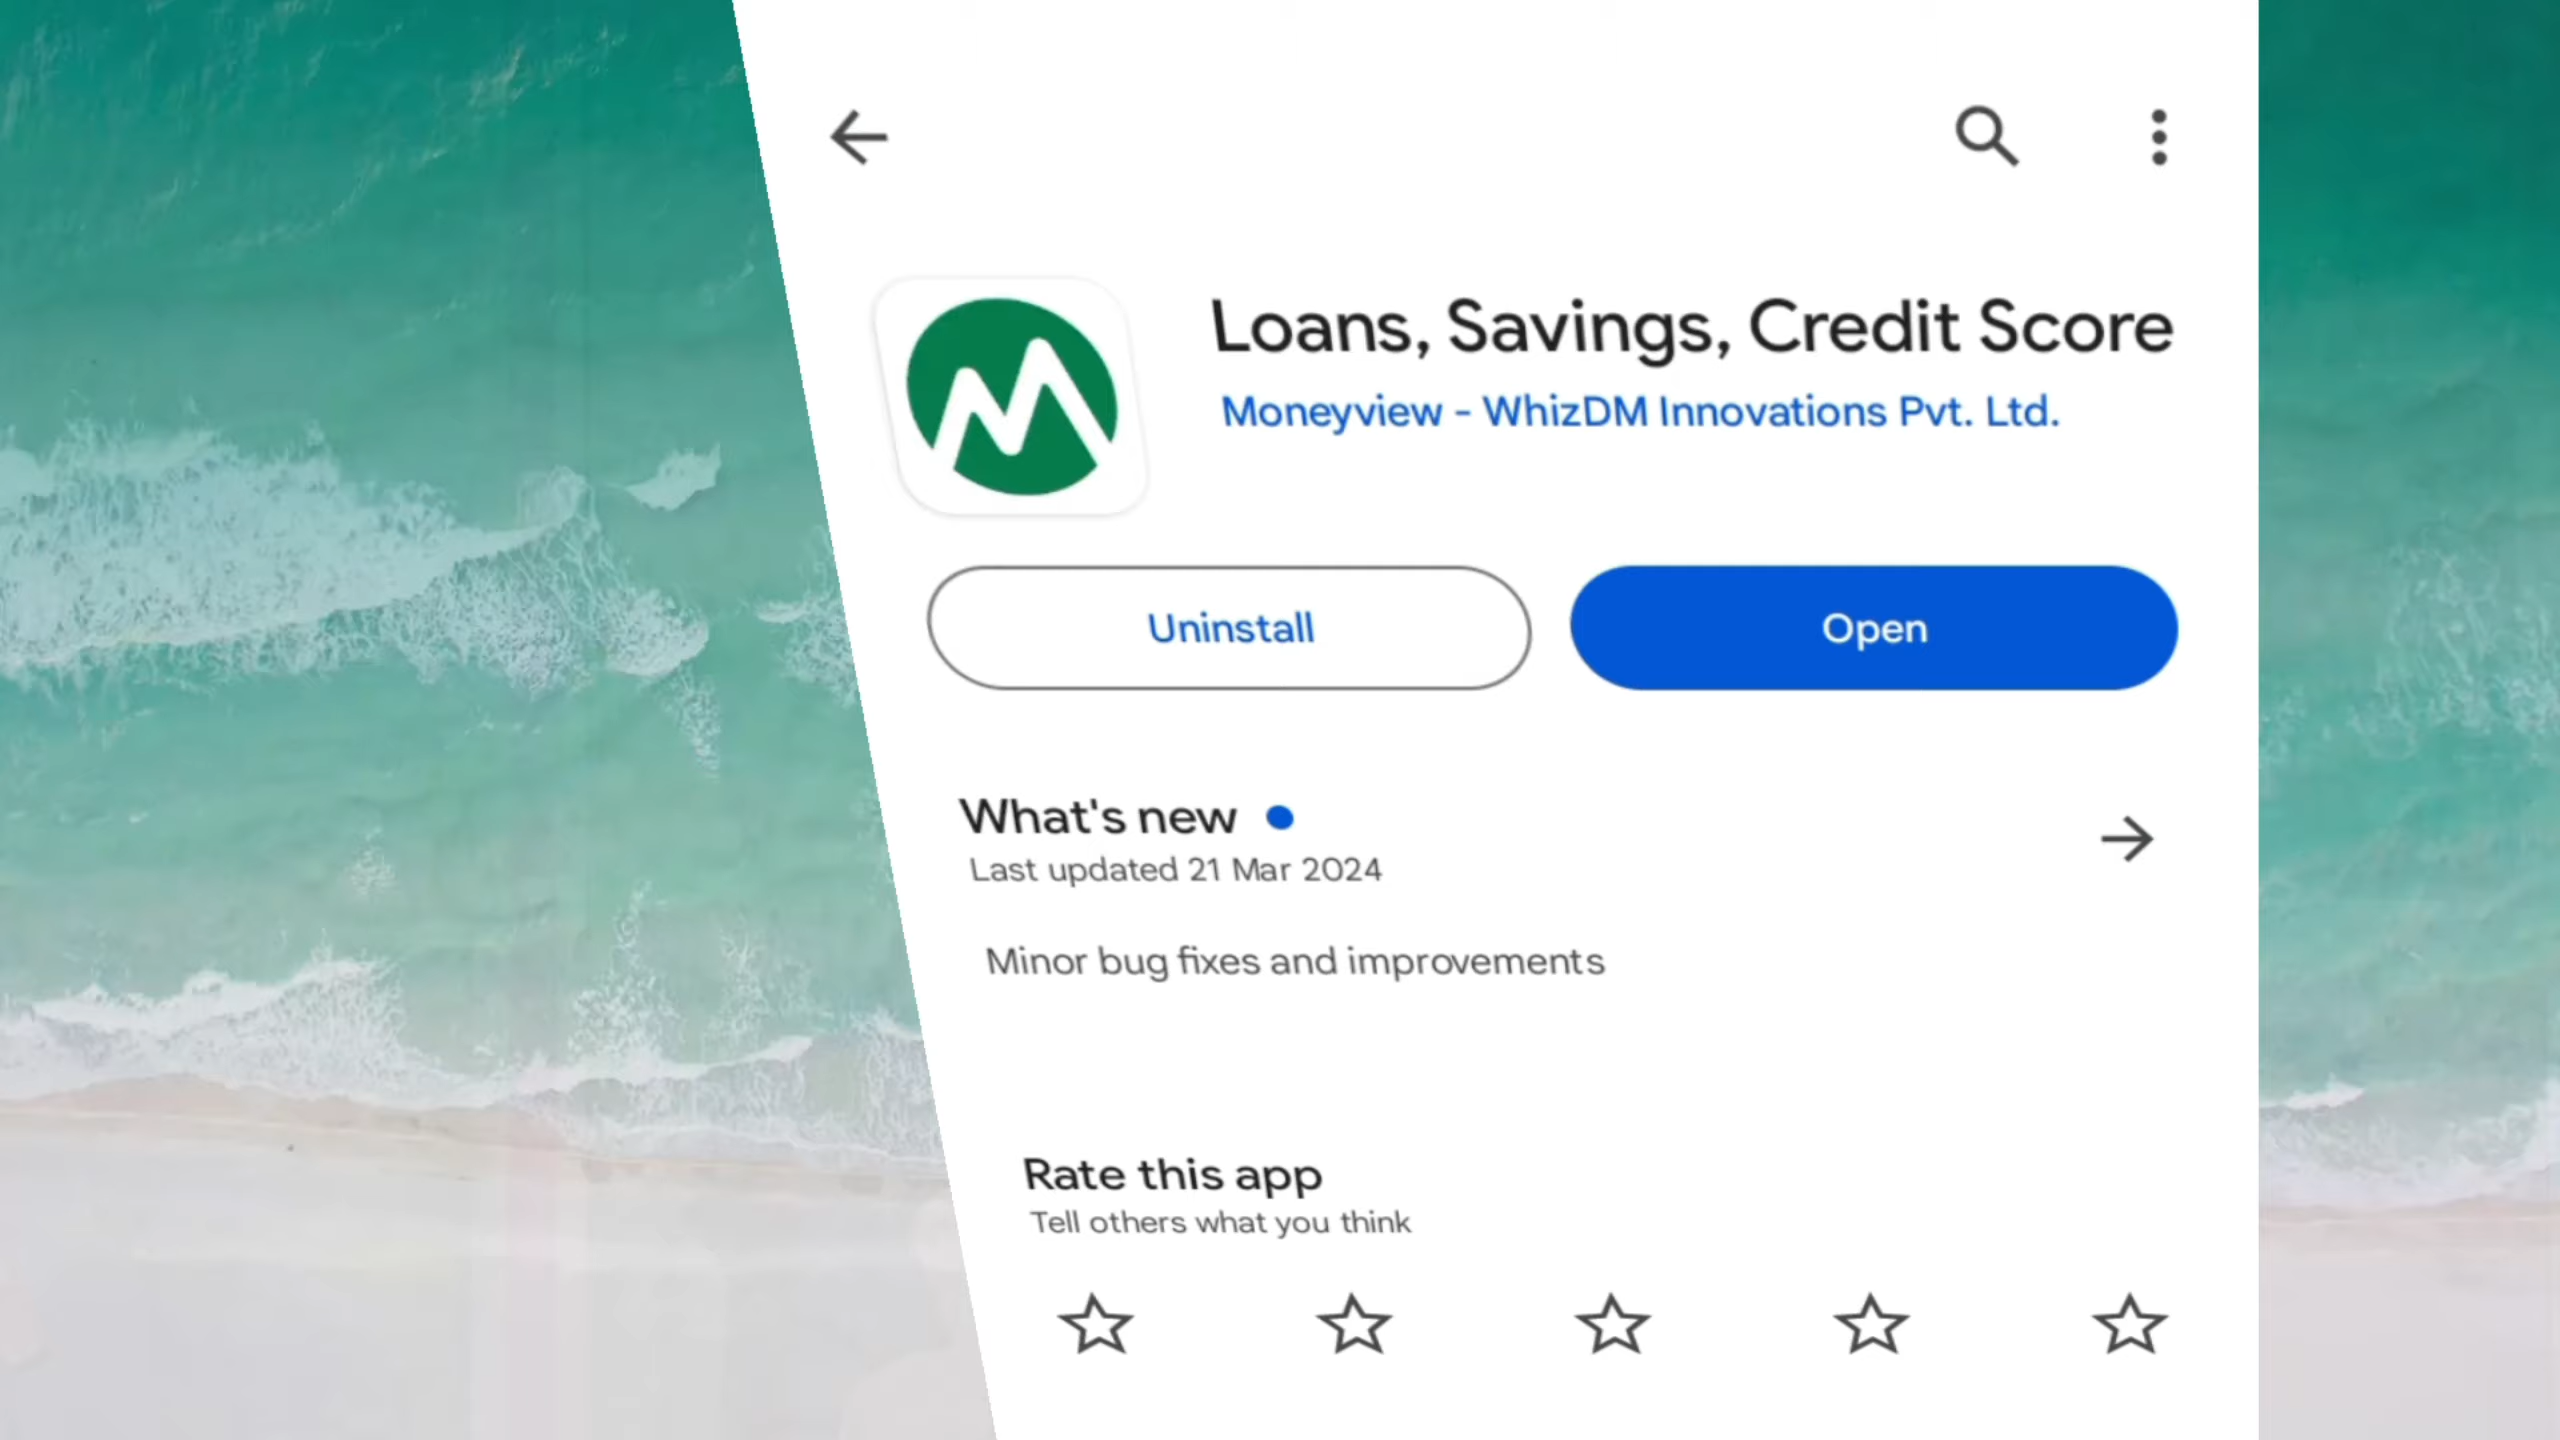 Loans, Savings, Credit Score
Moneyview - WhizDM Innovations Pvt. Ltd.
Uninstall
Open
What's new
Last updated 21 Mar 2024
Minor bug fixes and improvements
Rate this app
Tell others what you think